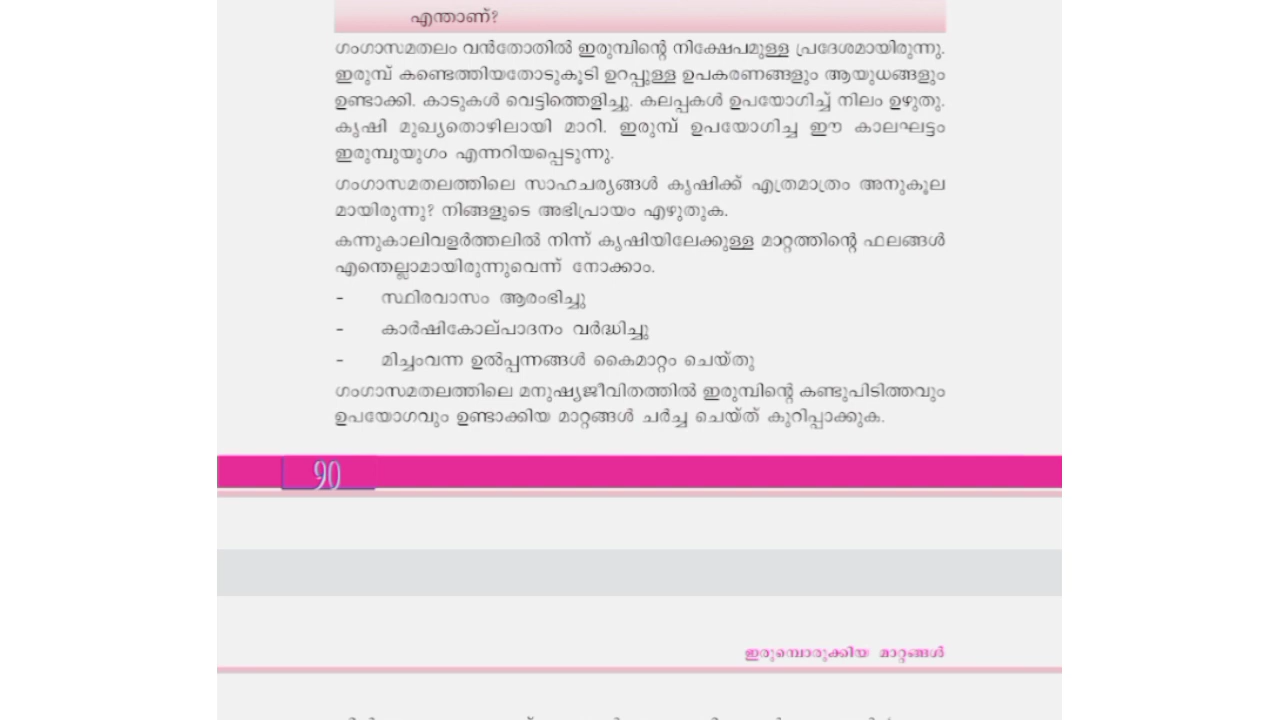 എന്താണ്?
ഗംഗാസമതലം വൻതോതിൽ ഇരുമ്പിന്റെ നിക്ഷേപമുള്ള പ്രദേശമായിരുന്നു.
ഇരുമ്പ് കണ്ടെത്തിയതോടുകൂടി ഉറപ്പുള്ള ഉപകരണങ്ങളും ആയുധങ്ങളും
ഉണ്ടാക്കി. കാടുകൾ വെട്ടിത്തെളിച്ചു. കലപ്പകൾ ഉപയോഗിച്ച് നിലം ഉഴുതു.
കൃഷി മുഖ്യതൊഴിലായി മാറി. ഇരുമ്പ് ഉപയോഗിച്ച ഈ കാലഘട്ടം
ഇരുമ്പുയുഗം എന്നറിയപ്പെടുന്നു.
ഗംഗാസമതലത്തിലെ സാഹചര്യങ്ങൾ കൃഷിക്ക് എത്രമാത്രം അനുകൂല
മായിരുന്നു? നിങ്ങളുടെ അഭിപ്രായം എഴുതുക.
കന്നുകാലിവളർത്തലിൽ നിന്ന് കൃഷിയിലേക്കുള്ള മാറ്റത്തിന്റെ ഫലങ്ങൾ
എന്തെല്ലാമായിരുന്നുവെന്ന് നോക്കാം.
- സ്ഥിരവാസം ആരംഭിച്ചു
- കാർഷികോല്പാദനം വർദ്ധിച്ചു
- മിച്ചംവന്ന ഉൽപ്പന്നങ്ങൾ കൈമാറ്റം ചെയ്തു
ഗംഗാസമതലത്തിലെ മനുഷ്യജീവിതത്തിൽ ഇരുമ്പിന്റെ കണ്ടുപിടിത്തവും
ഉപയോഗവും ഉണ്ടാക്കിയ മാറ്റങ്ങൾ ചർച്ച ചെയ്ത് കുറിപ്പാക്കുക.
90
ഇരുമ്പൊരുക്കിയ മാറ്റങ്ങൾ